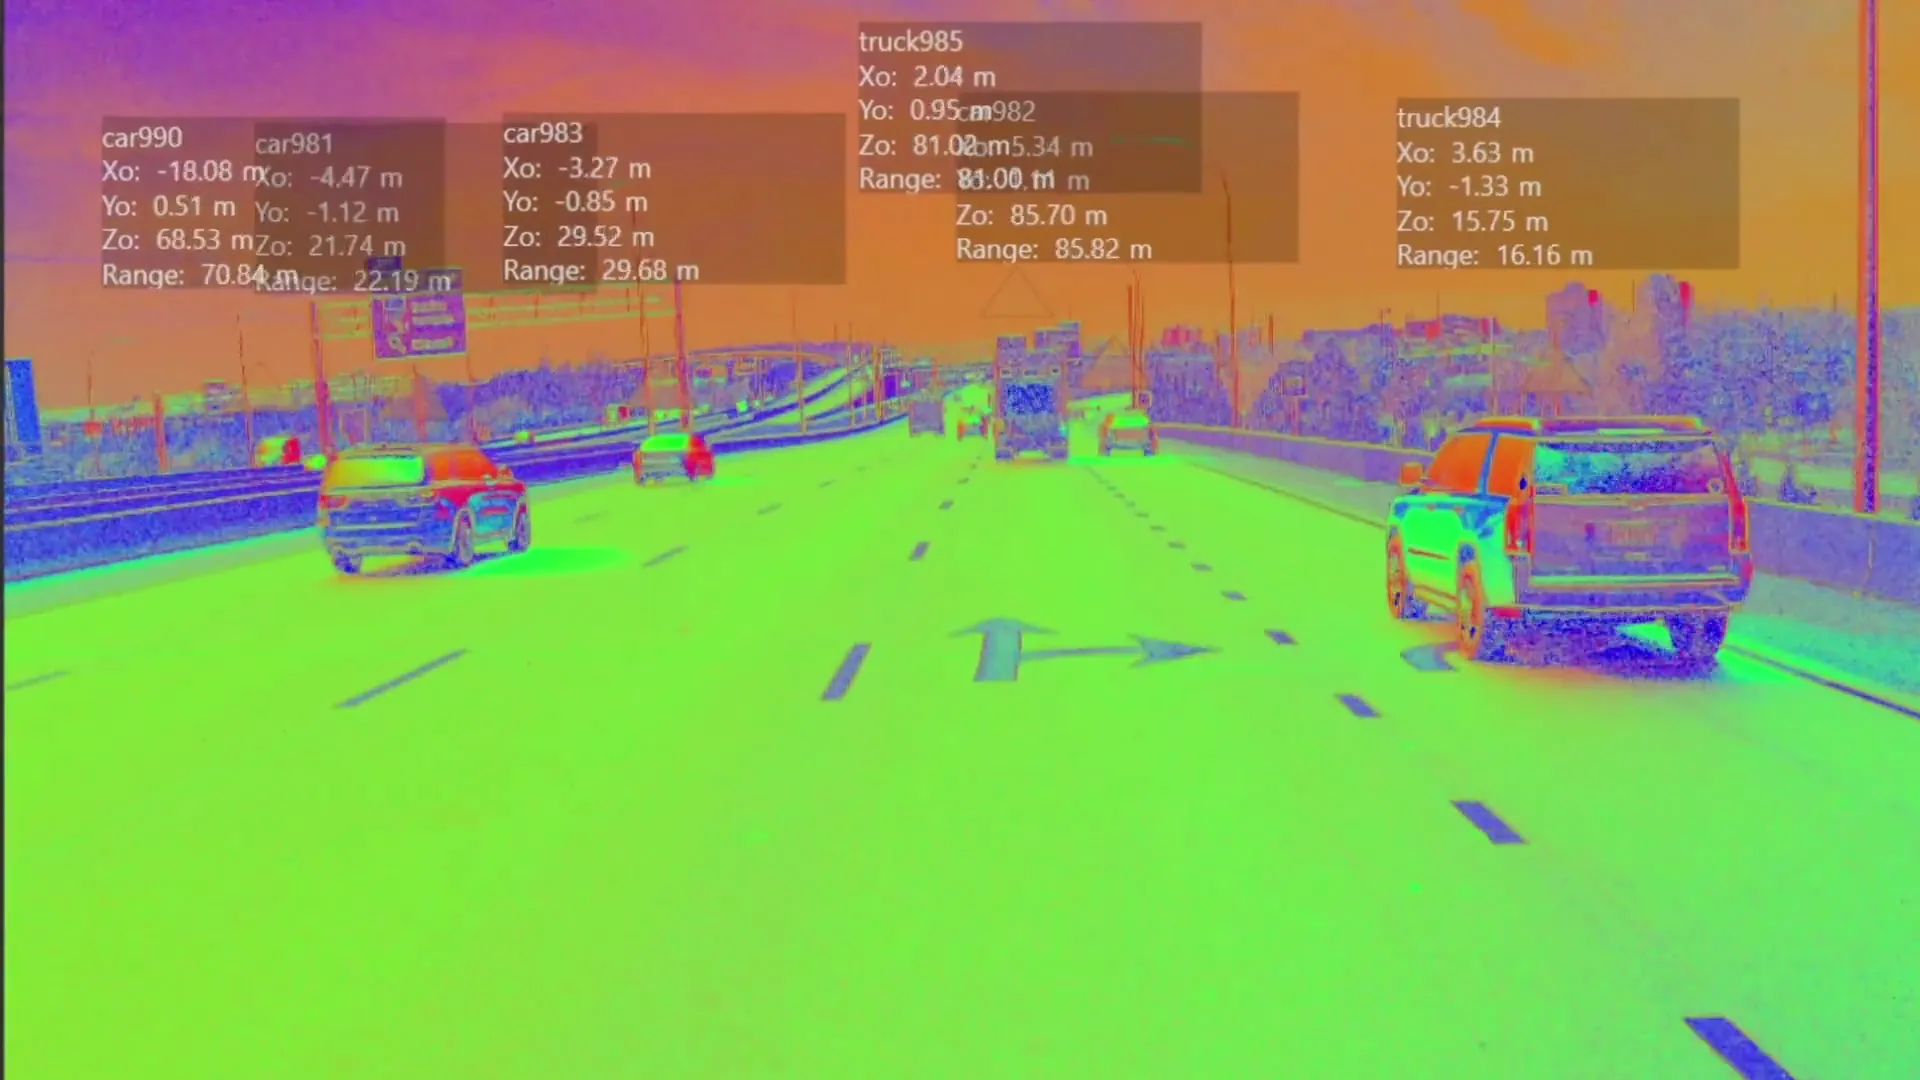 car990
Xo: -18.08 m
Yo: 0.51 m
Zo: 68.53 m
Range: 70.84 m
car981
Xo: -4.47 m
Yo: -1.12 m
Zo: 21.74 m
Range: 22.19 m
car983
Xo: -3.27 m
Yo: -0.85 m
Zo: 29.52 m
Range: 29.68 m
truck985
Xo: 2.04 m
Yo: 0.95 m
Zo: 81.02 m
Range: 81.00 m
car982
Xo: 5.34 m
m
Zo: 85.70 m
Range: 85.82 m
truck984
Xo: 3.63 m
Yo: -1.33 m
Zo: 15.75 m
Range: 16.16 m